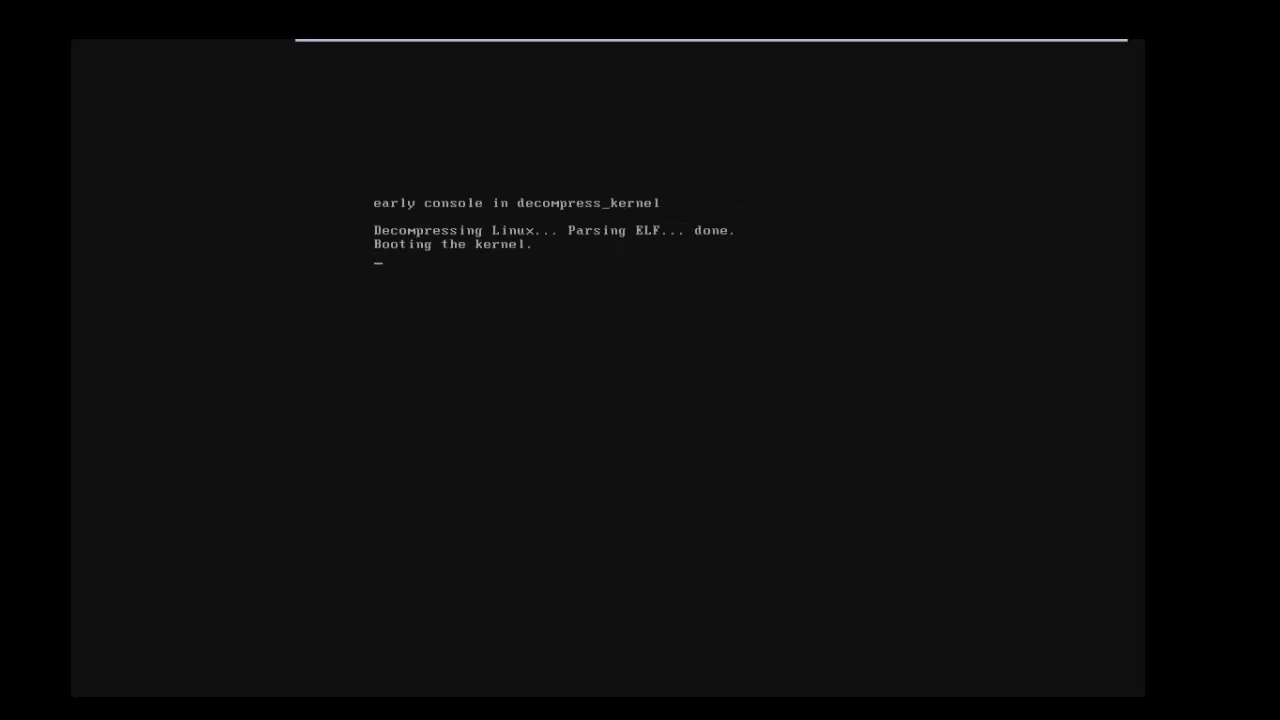 early console in decompress_kernel
Decompressing Linux... Parsing ELF... done.
Booting the kernel.
_